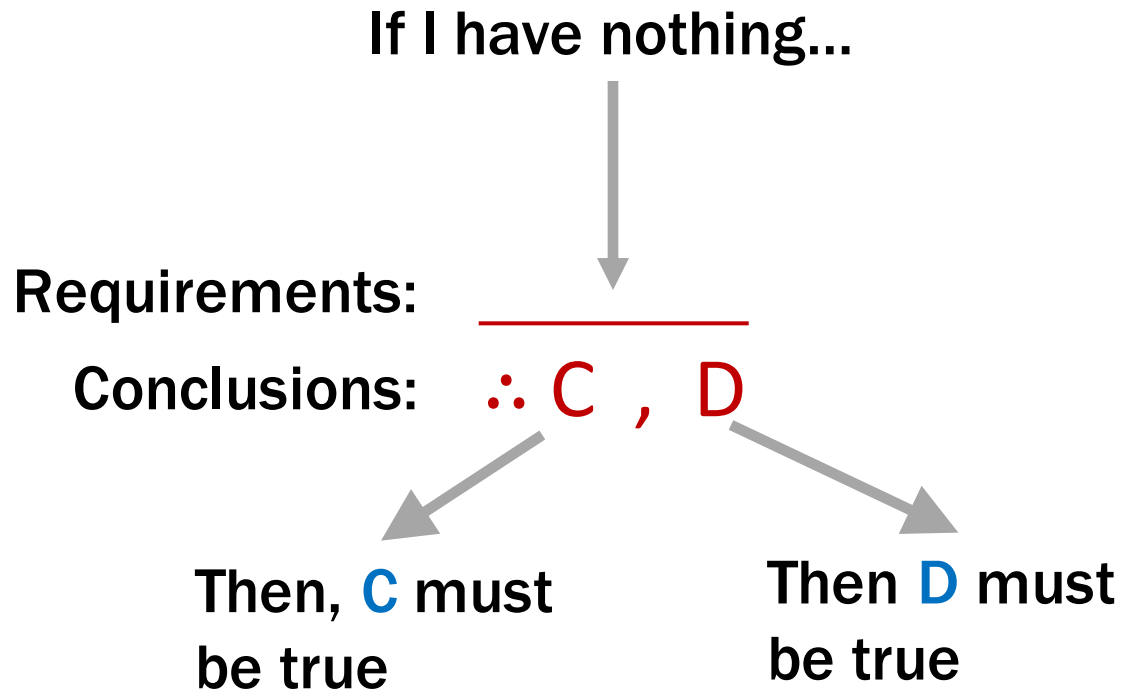 If I have nothing...
Requirements:
Conclusions: ∴ C , D
Then, C must
be true
Then D must
be true